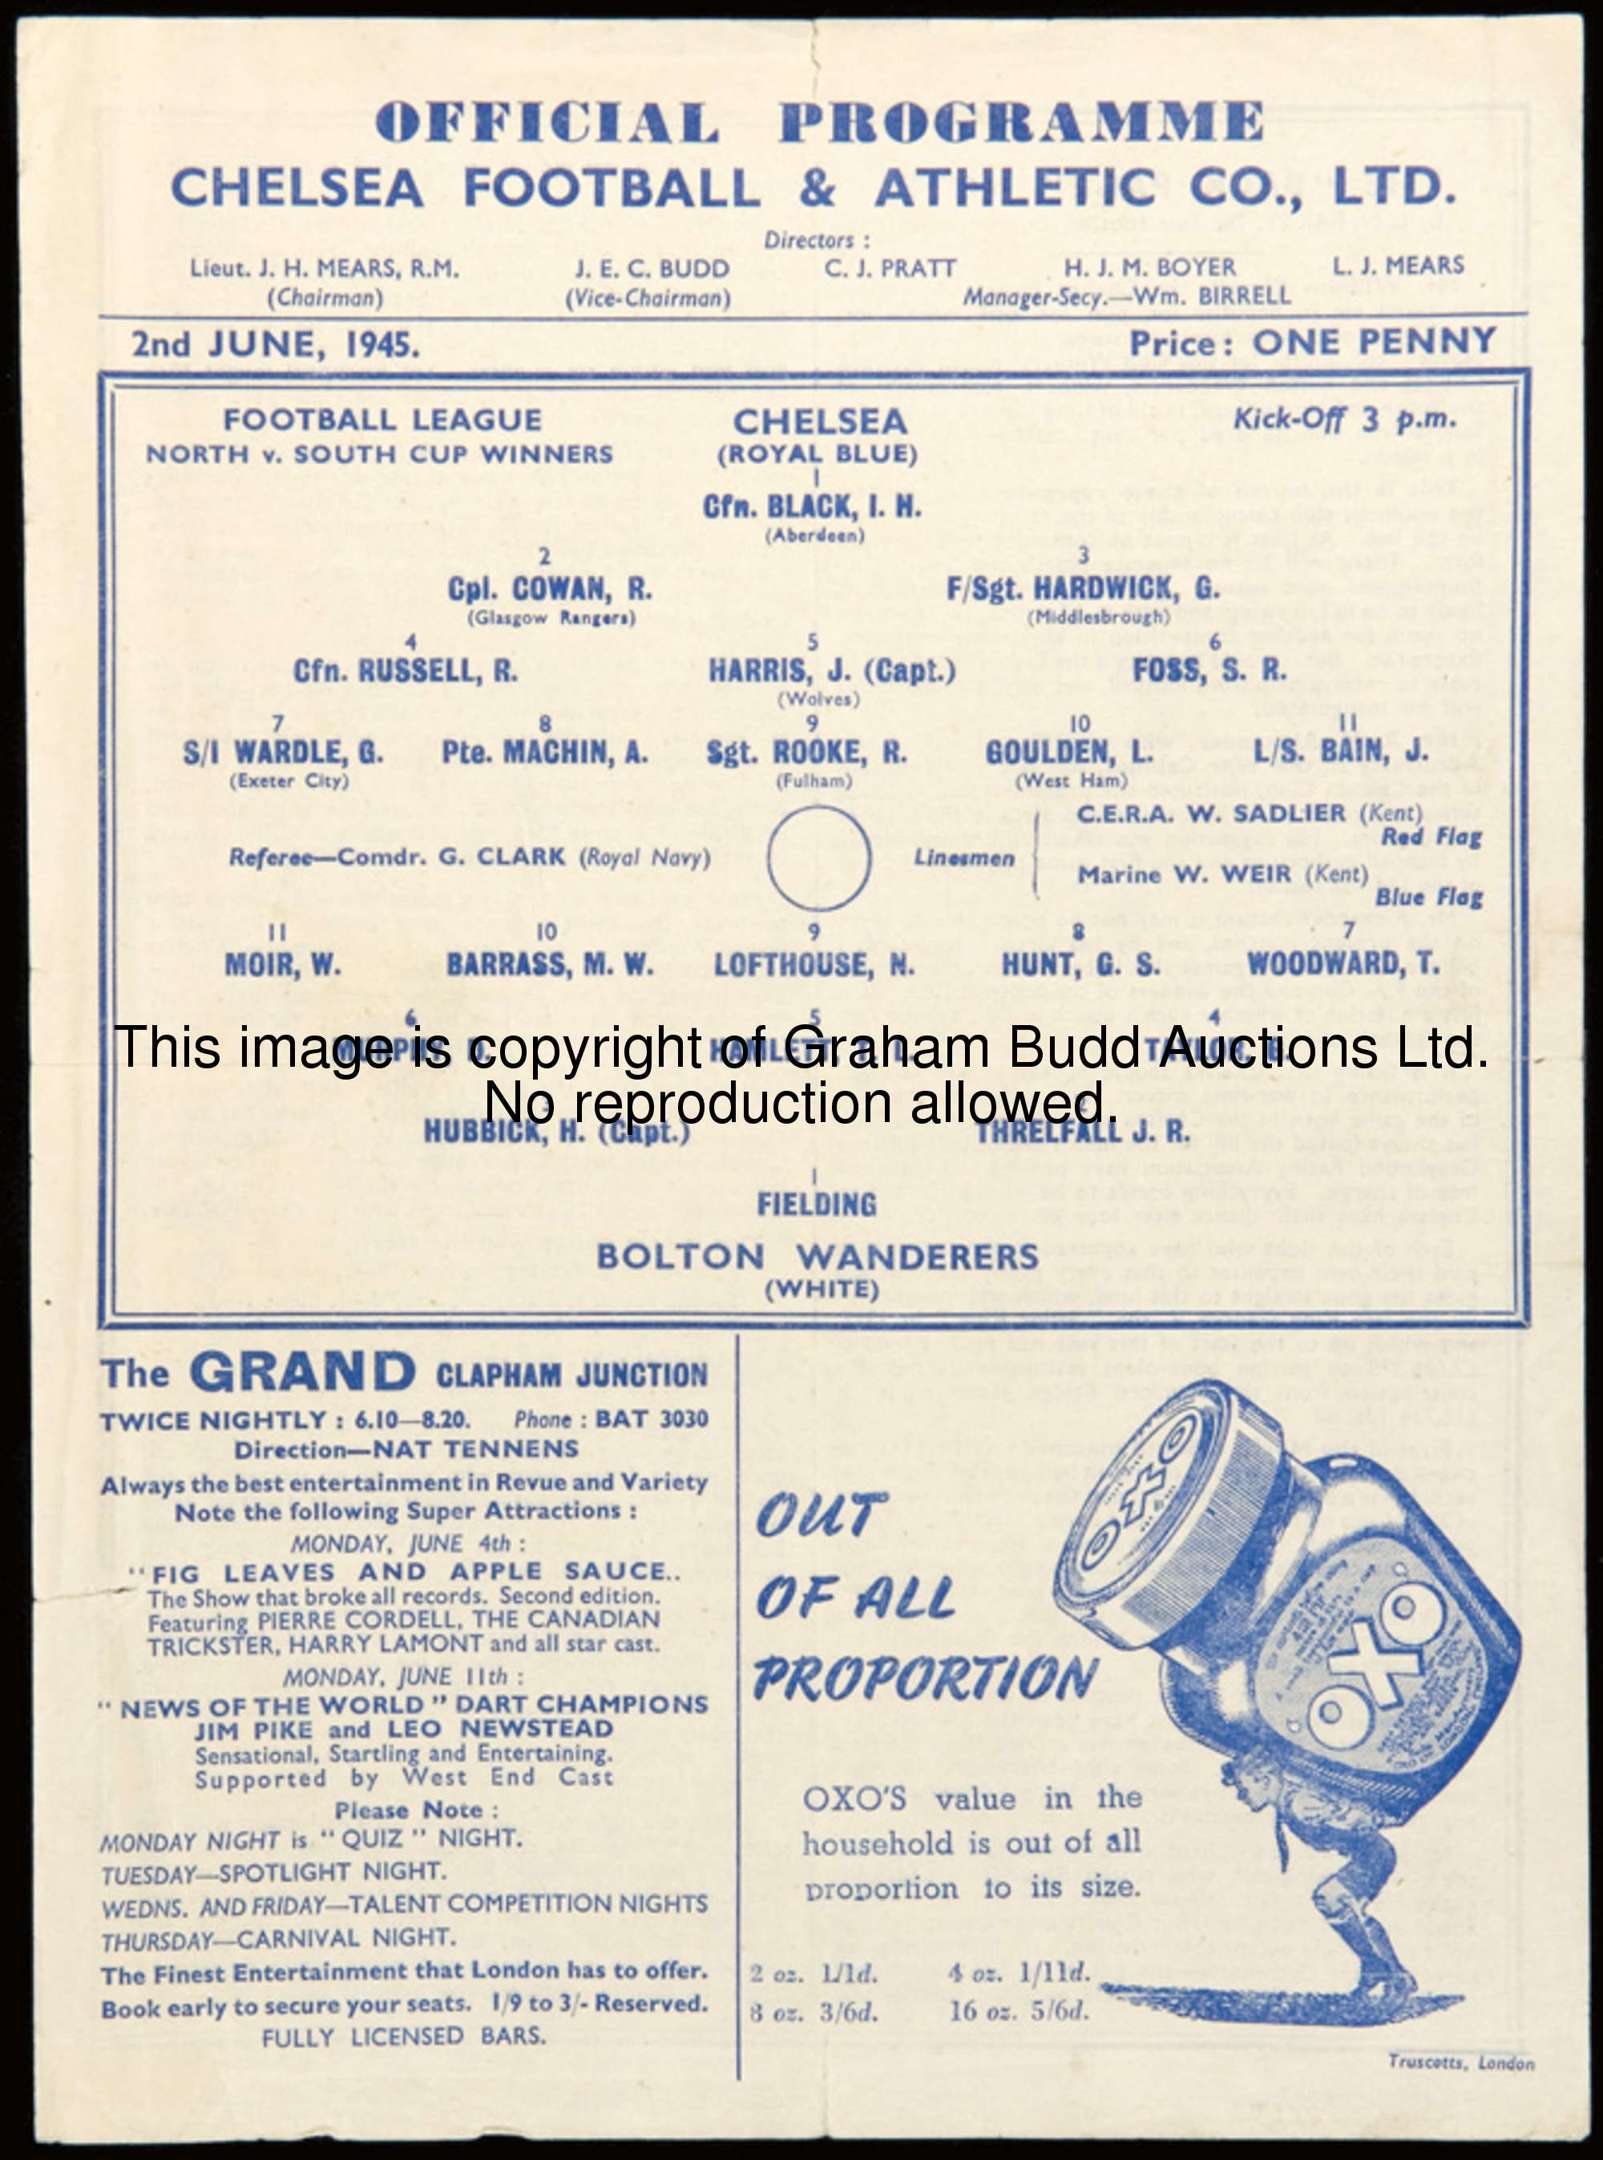 OFFICIAL PROGRAMME
CHELSEA FOOTBALL & ATHLETIC CO., LTD.
Directors :
Lieut. J. H. MEARS, R.M. J. E. C. BUDD C. J. PRATT H. J. M. BOYER L. J. MEARS
(Chairman) (Vice-Chairman) Manager-Secy.—Wm. BIRRELL
2nd JUNE, 1945. Price: ONE PENNY
FOOTBALL LEAGUE CHELSEA Kick-Off 3 p.m.
NORTH v. SOUTH CUP WINNERS (ROYAL BLUE)
1
Cfn. BLACK, I. H.
(Aberdeen)
2 3
Cpl. COWAN, R. F/Sgt. HARDWICK, G.
(Glasgow Rangers) (Middlesbrough)
4 5 6
Cfn. RUSSELL, R. HARRIS, J. (Capt.) FOSS, S. R.
(Wolves)
7 8 9 10 11
S/I WARDLE, G. Pte. MACHIN, A. Sgt. ROOKE, R. GOULDEN, L. L/S. BAIN, J.
(Exeter City) (Fulham) (West Ham)
C.E.R.A. W. SADLIER (Kent)
Red Flag
Referee—Comdr. G. CLARK (Royal Navy) Linesmen
Marine W. WEIR (Kent)
Blue Flag
11 10 9 8 7
MOIR, W. BARRASS, M. W. LOFTHOUSE, N. HUNT, G. S. WOODWARD, T.
6 5 4
This image is copyright of Graham Budd Auctions Ltd.
No reproduction allowed.
HUBBICK, H. (Capt.) THRELFALL J. R.
1
FIELDING
BOLTON WANDERERS
(WHITE)
The GRAND CLAPHAM JUNCTION
TWICE NIGHTLY : 6.10—8.20. Phone : BAT 3030
Direction—NAT TENNENS
Always the best entertainment in Revue and Variety
Note the following Super Attractions :
MONDAY, JUNE 4th :
"FIG LEAVES AND APPLE SAUCE..
The Show that broke all records. Second edition.
Featuring PIERRE CORDELL, THE CANADIAN
TRICKSTER, HARRY LAMONT and all star cast.
MONDAY, JUNE 11th :
"NEWS OF THE WORLD" DART CHAMPIONS
JIM PIKE and LEO NEWSTEAD
Sensational, Startling and Entertaining.
Supported by West End Cast
Please Note :
MONDAY NIGHT is "QUIZ" NIGHT.
TUESDAY—SPOTLIGHT NIGHT.
WEDNS. AND FRIDAY—TALENT COMPETITION NIGHTS
THURSDAY—CARNIVAL NIGHT.
The Finest Entertainment that London has to offer.
Book early to secure your seats. 1/9 to 3/- Reserved.
FULLY LICENSED BARS.
OUT
OF ALL
PROPORTION
OXO
OXO
OXO'S value in the
household is out of all
proportion to its size.
2 oz. 1/1d. 4 oz. 1/11d.
8 oz. 3/6d. 16 oz. 5/6d.
Truscotts, London